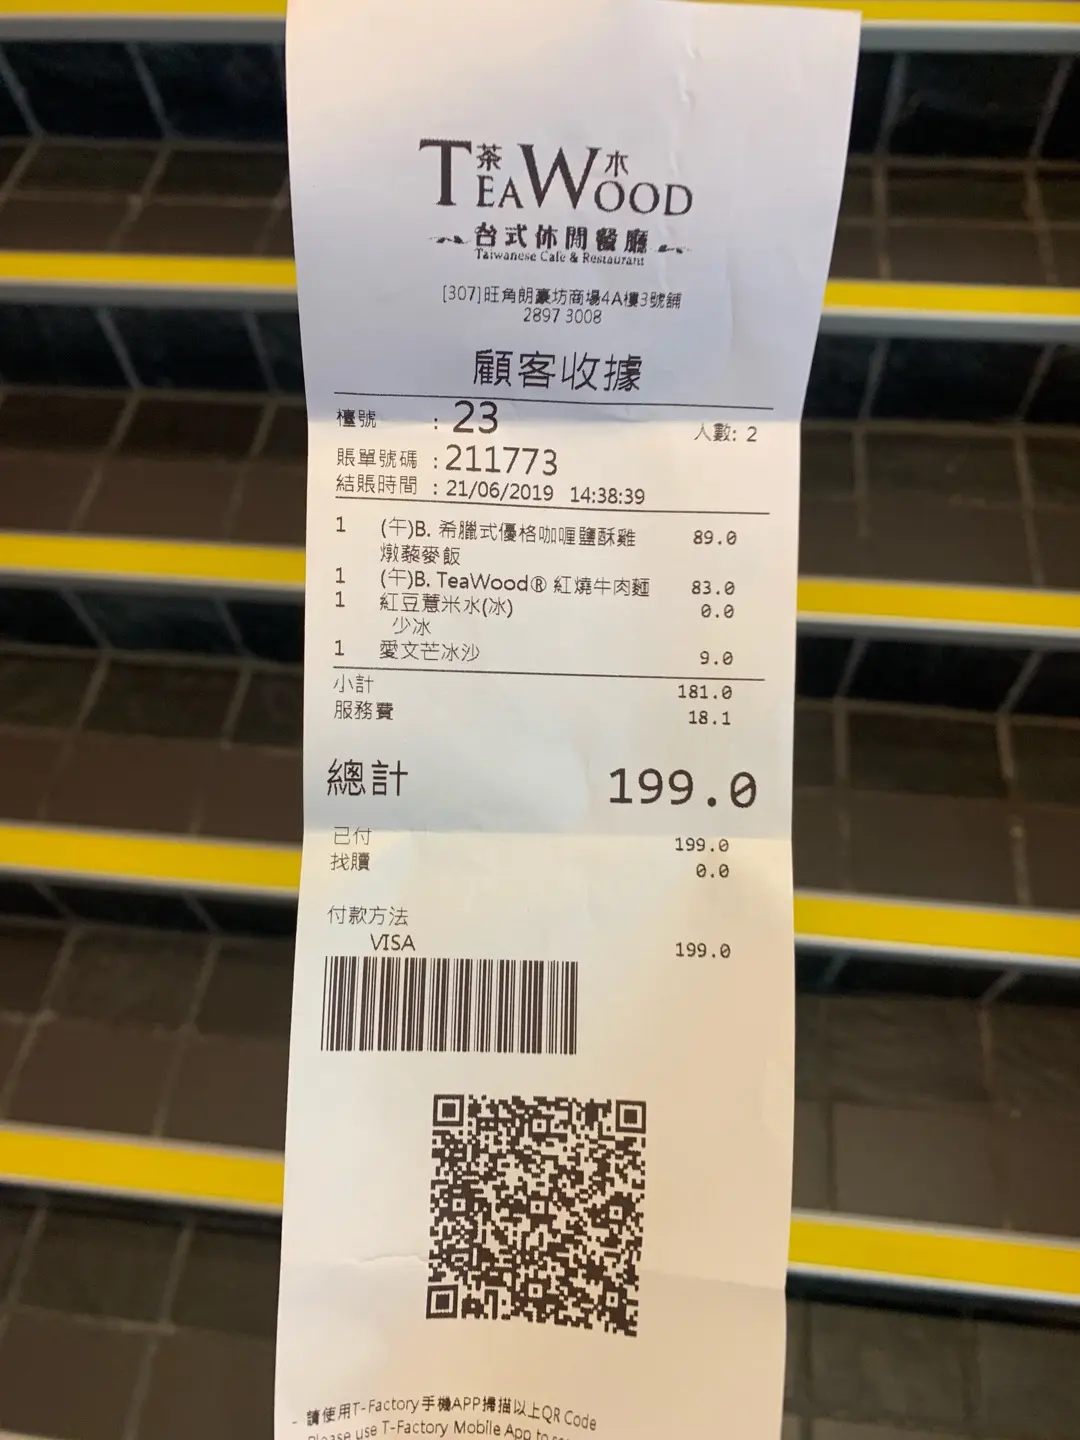 茶 木
TEAWOOD
台式休閒餐廳
Taiwanese Cafe & Restaurant
[307]旺角朗豪坊商場4A樓3號舖
2897 3008
顧客收據
檯號 : 23 人數: 2
賬單號碼 : 211773
結賬時間 : 21/06/2019 14:38:39
1 (午)B. 希臘式優格咖喱鹽酥雞 89.0
燉藜麥飯
1 (午)B. TeaWood® 紅燒牛肉麵 83.0
1 紅豆薏米水(冰) 0.0
少冰
1 愛文芒冰沙 9.0
小計 181.0
服務費 18.1
總計 199.0
已付 199.0
找贖 0.0
付款方法
VISA 199.0
- 請使用T-Factory手機APP掃描以上QR Code
Please use T-Factory Mobile App to